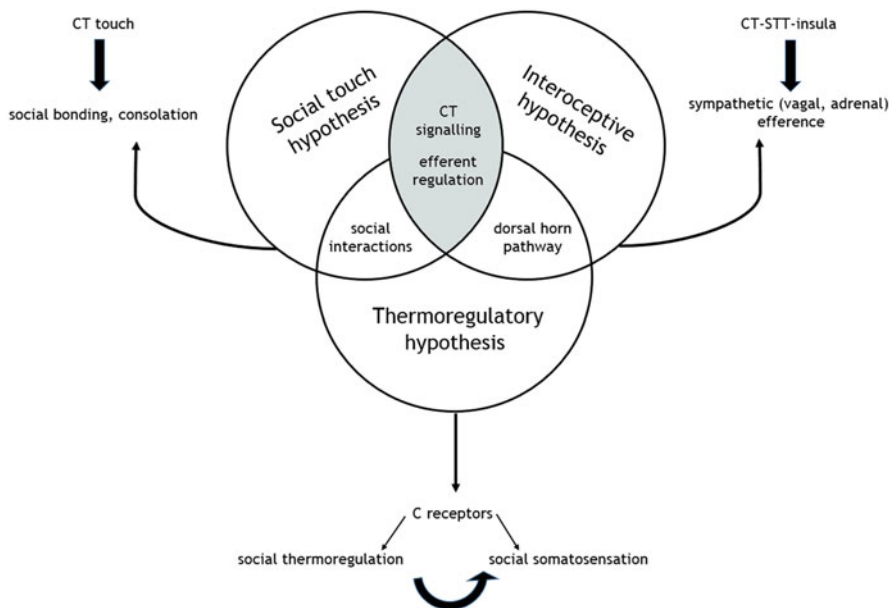 CT touch
social bonding, consolation
Social touch
hypothesis
CT
signalling
efferent
regulation
Interoceptive
hypothesis
CT-STT-insula
sympathetic (vagal, adrenal)
efference
social
interactions
dorsal horn
pathway
Thermoregulatory
hypothesis
C receptors
social thermoregulation
social somatosensation